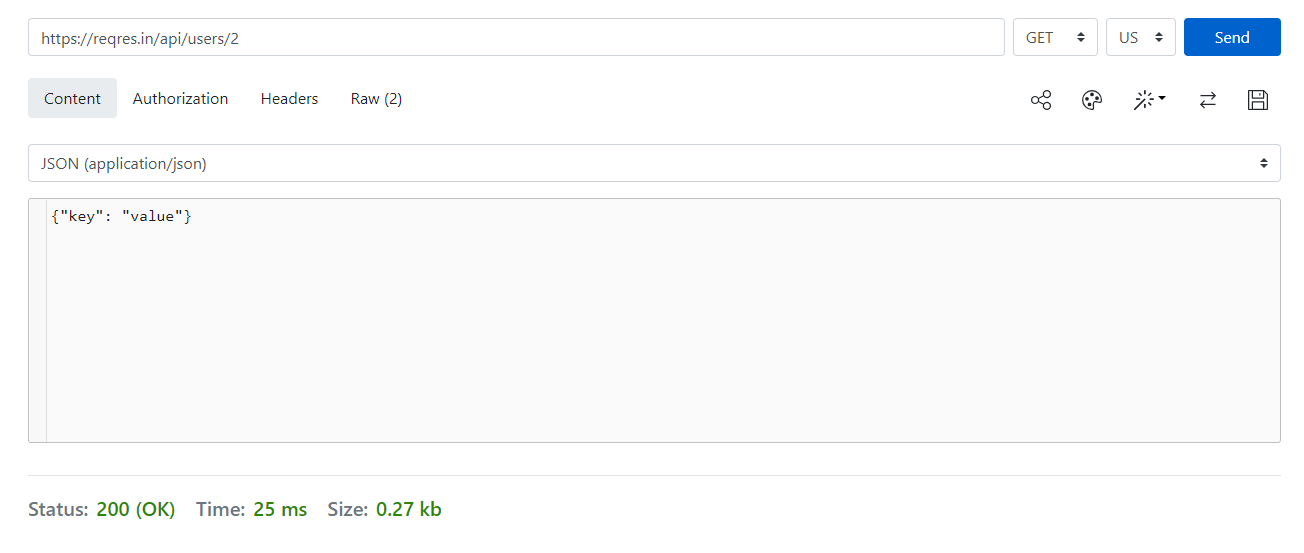 https://reqres.in/api/users/2 GET US Send
Content Authorization Headers Raw (2)
JSON (application/json)
{"key": "value"}
Status: 200 (OK) Time: 25 ms Size: 0.27 kb